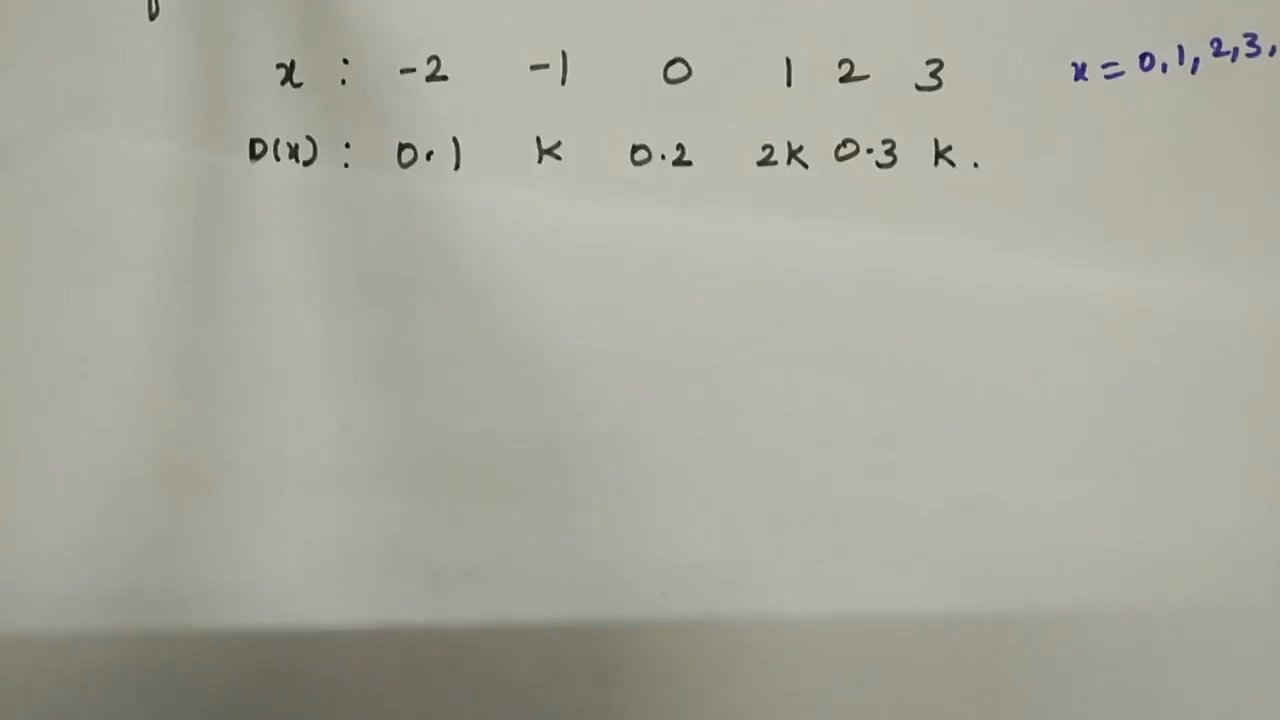 x : -2 -1 0 1 2 3
x = 0, 1, 2, 3,
P(x) : 0.1 k 0.2 2k 0.3 k.